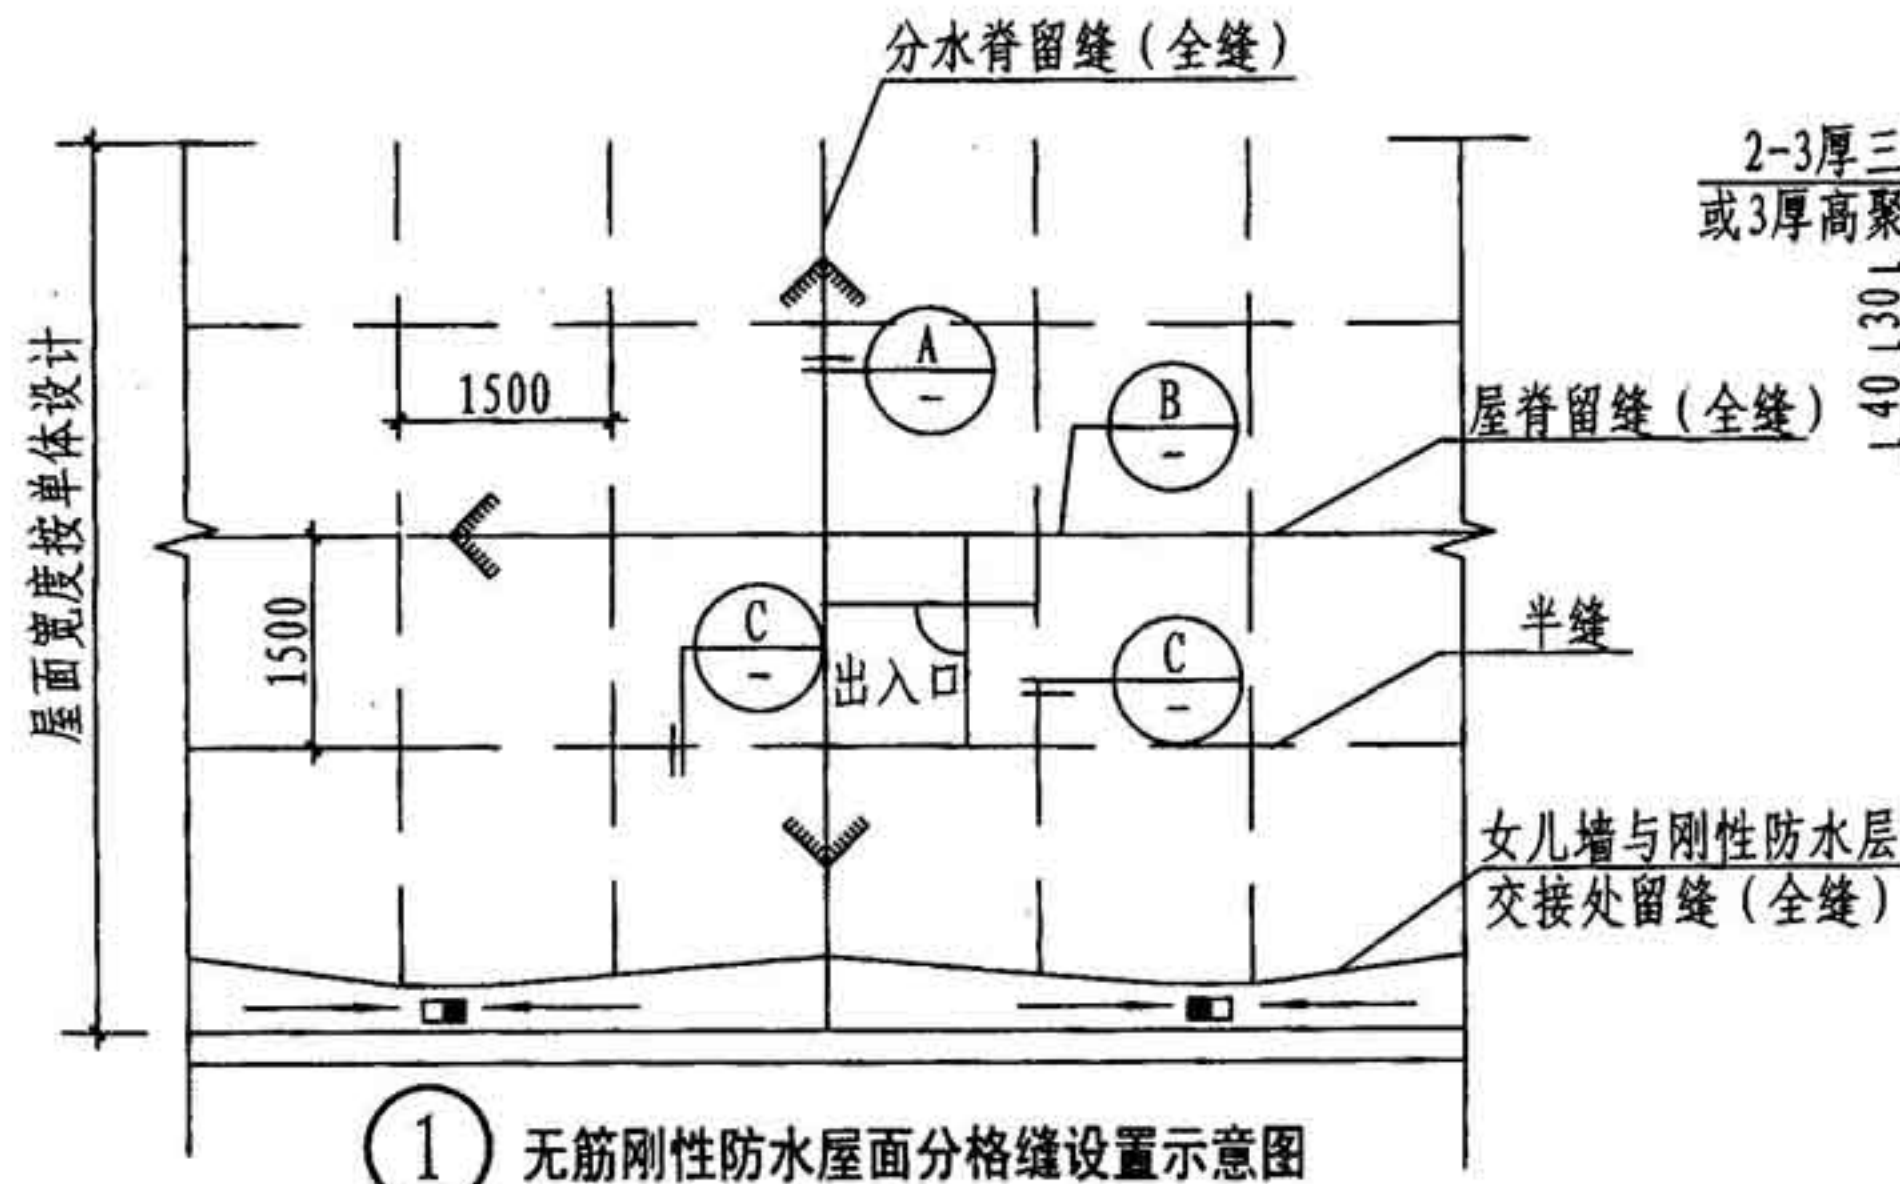 分水脊留缝（全缝）
2-3厚三
或3厚高聚
40 30
A
-
1500
B
-
屋脊留缝（全缝）
屋面宽度按单体设计
1500
C
-
出入口
C
-
半缝
女儿墙与刚性防水层
交接处留缝（全缝）
1 无筋刚性防水屋面分格缝设置示意图